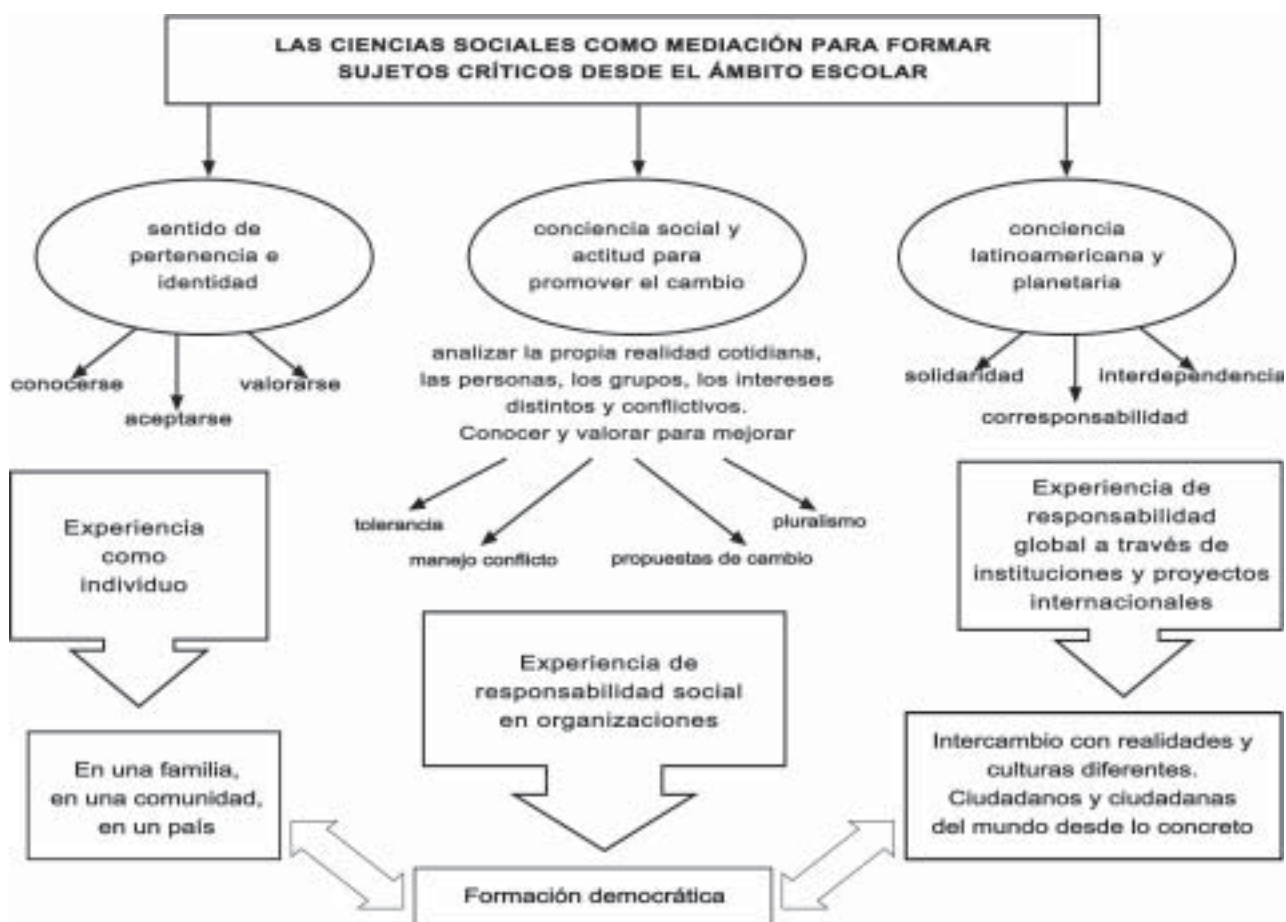 LAS CIENCIAS SOCIALES COMO MEDIACIÓN PARA FORMAR
SUJETOS CRÍTICOS DESDE EL ÁMBITO ESCOLAR
sentido de
pertenencia e
identidad
conocerse
aceptarse
valorarse
conciencia social y
actitud para
promover el cambio
analizar la propia realidad cotidiana,
las personas, los grupos, los intereses
distintos y conflictivos.
Conocer y valorar para mejorar
tolerancia
manejo conflicto
propuestas de cambio
pluralismo
conciencia
latinoamericana y
planetaria
solidaridad
corresponsabilidad
interdependencia
Experiencia
como
individuo
Experiencia de
responsabilidad social
en organizaciones
Experiencia de
responsabilidad
global a través de
instituciones y proyectos
internacionales
En una familia,
en una comunidad,
en un país
Formación democrática
Intercambio con realidades y
culturas diferentes.
Ciudadanos y ciudadanas
del mundo desde lo concreto